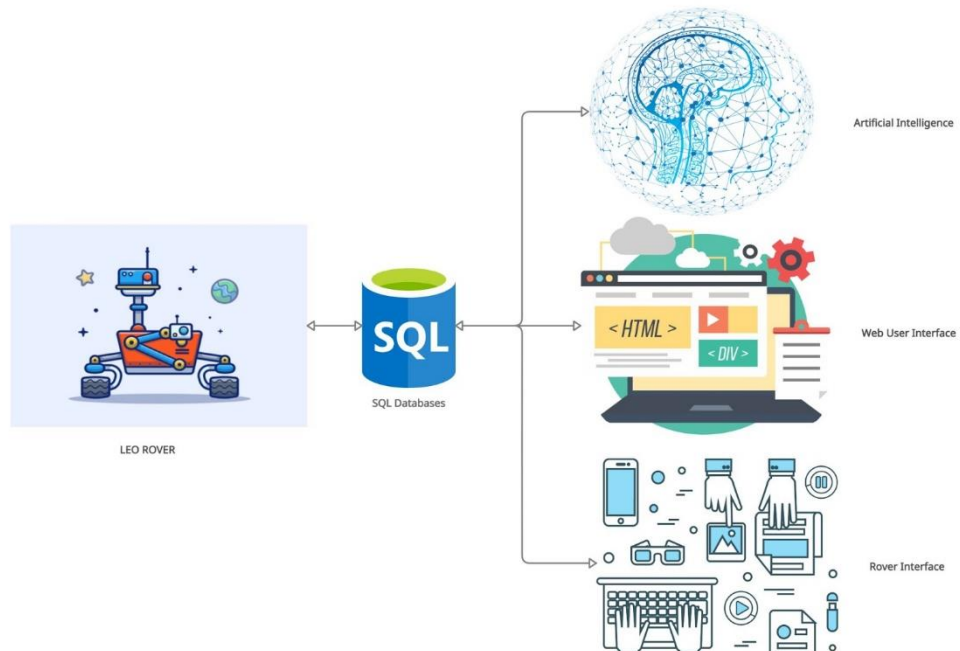 Artificial Intelligence
< HTML >
< DIV >
Web User Interface
SQL
SQL Databases
LEO ROVER
Rover Interface